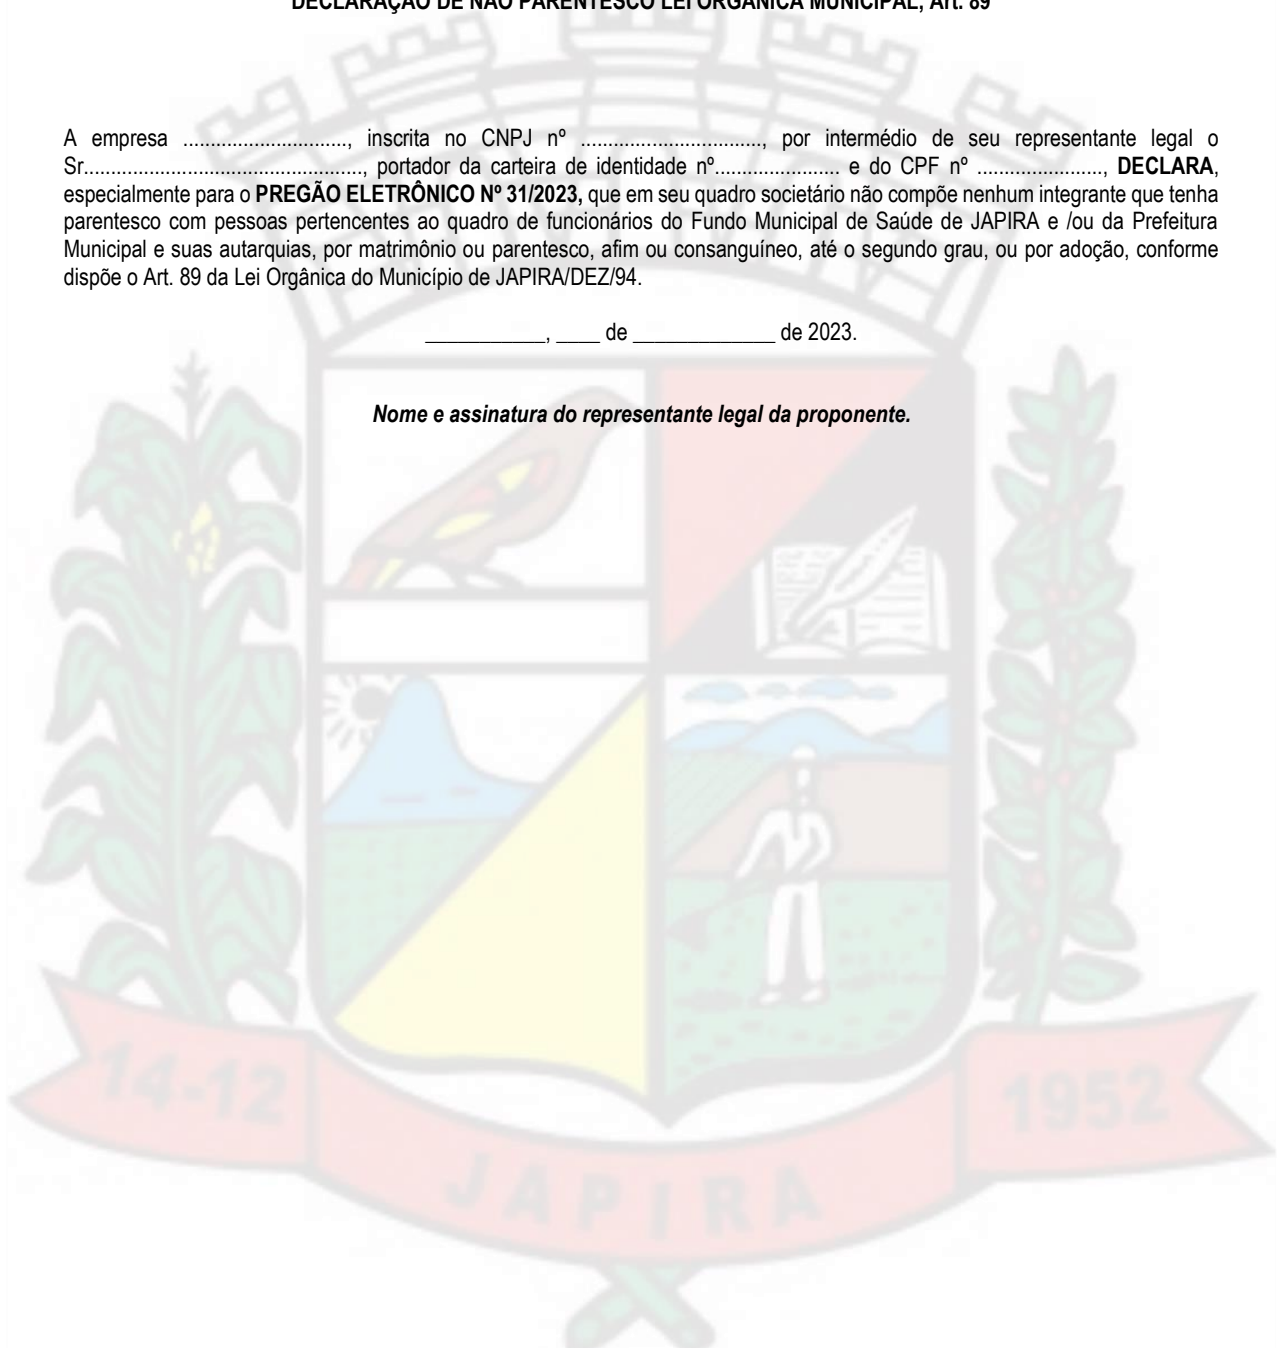 DECLARAÇÃO DE NÃO PARENTESCO LEI ORGÂNICA MUNICIPAL, Art. 89
A empresa .............................., inscrita no CNPJ nº ................................., por intermédio de seu representante legal o
Sr..................................................., portador da carteira de identidade nº....................... e do CPF nº ......................., DECLARA,
especialmente para o PREGÃO ELETRÔNICO Nº 31/2023, que em seu quadro societário não compõe nenhum integrante que tenha
parentesco com pessoas pertencentes ao quadro de funcionários do Fundo Municipal de Saúde de JAPIRA e /ou da Prefeitura
Municipal e suas autarquias, por matrimônio ou parentesco, afim ou consanguíneo, até o segundo grau, ou por adoção, conforme
dispõe o Art. 89 da Lei Orgânica do Município de JAPIRA/DEZ/94.
___________, ____ de _____________ de 2023.
Nome e assinatura do representante legal da proponente.
14-12
1952
JAPIRA